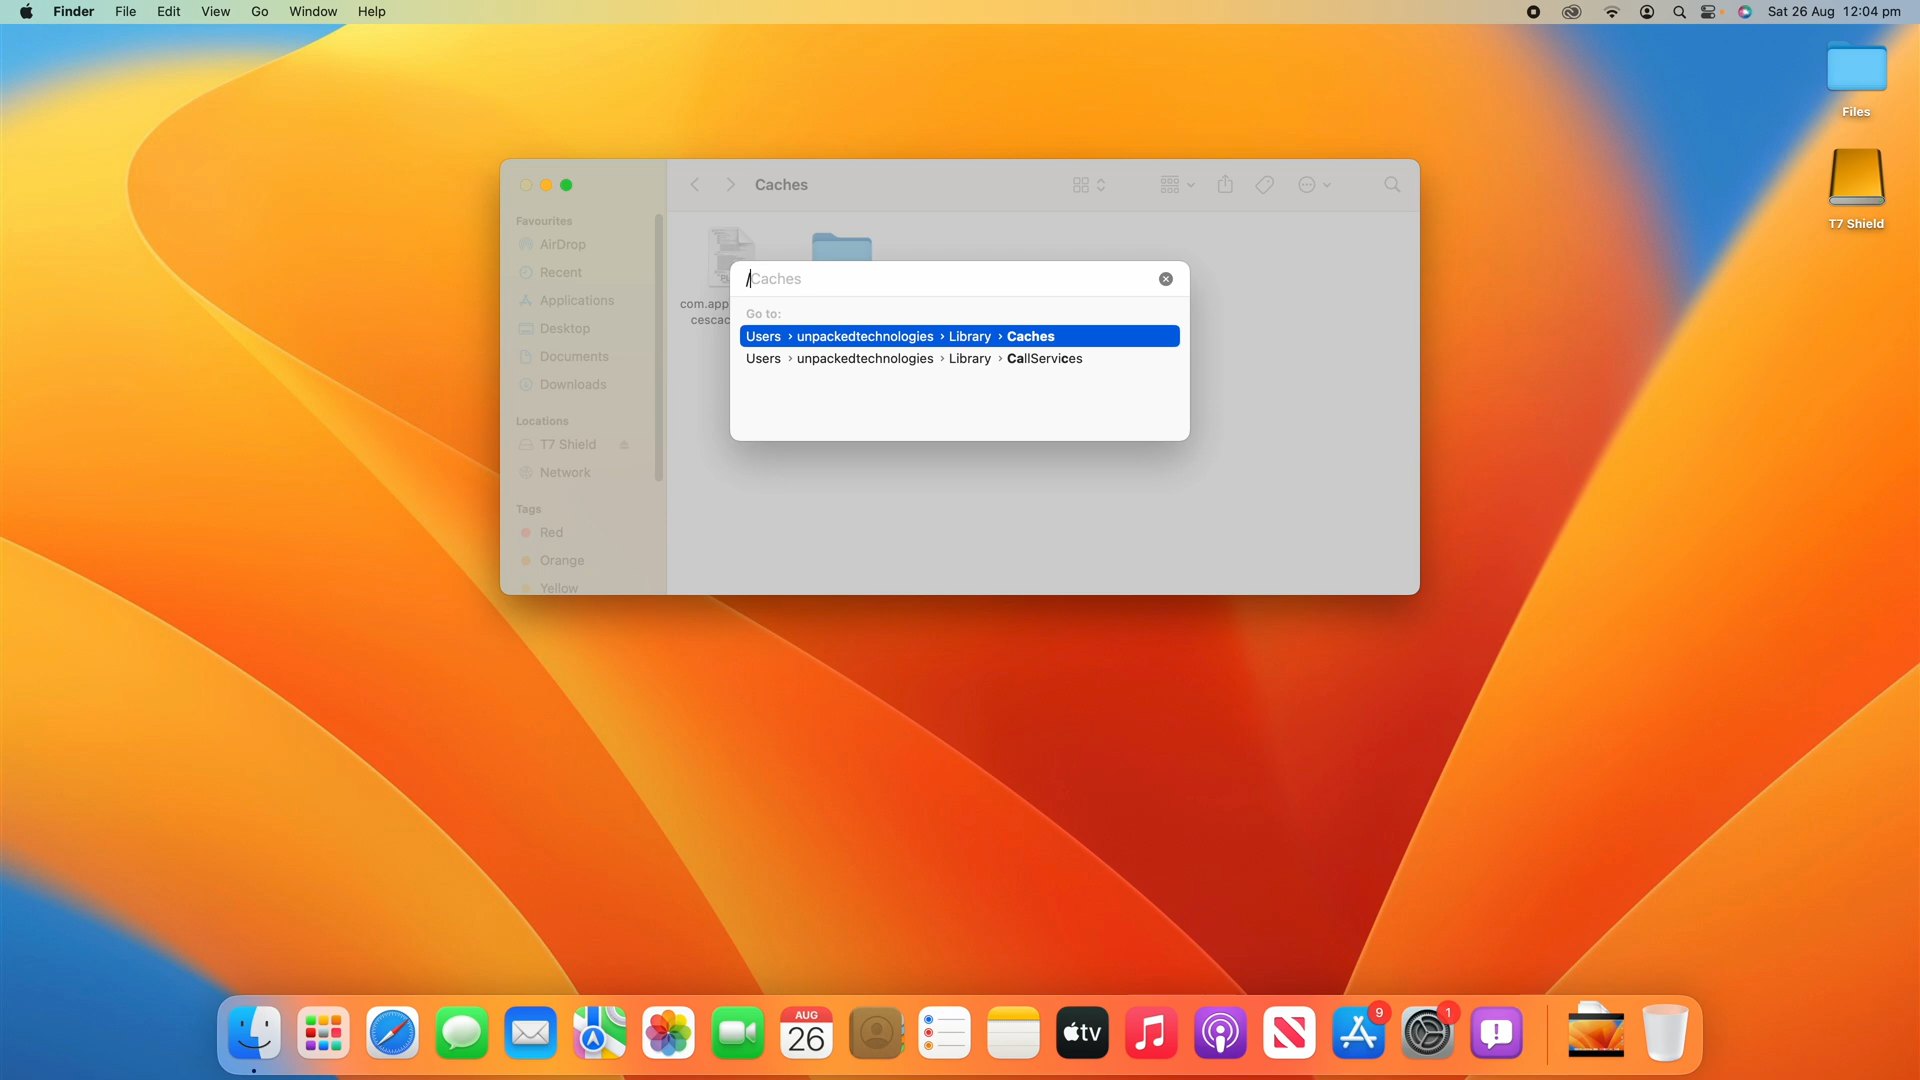 Finder File Edit View Go Window Help Sat 26 Aug 12:04 pm
Files
T7 Shield
Caches
Favourites
AirDrop
Recent
Applications
Desktop
Documents
Downloads
Locations
T7 Shield
Network
Tags
Red
Orange
Yellow
com.app
cescac
/Caches
Go to:
Users › unpackedtechnologies › Library › Caches
Users › unpackedtechnologies › Library › CallServices
AUG
26
tv
9
1